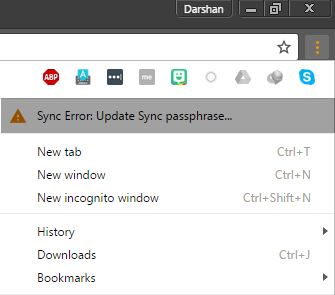 Darshan
ABP
me
Sync Error: Update Sync passphrase...
New tab Ctrl+T
New window Ctrl+N
New incognito window Ctrl+Shift+N
History
Downloads Ctrl+J
Bookmarks